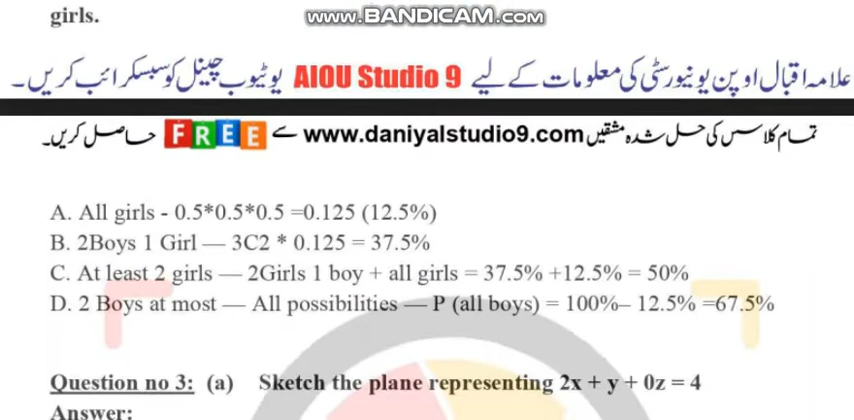 girls.
www.BANDICAM.com
علامہ اقبال اوپن یونیورسٹی کی معلومات کے لیے AIOU Studio 9 یوٹیوب چینل کو سبسکرائب کریں۔
تمام کلاس کی حل شدہ مشقیں www.daniyalstudio9.com سے FREE حاصل کریں۔
A. All girls - 0.5*0.5*0.5 =0.125 (12.5%)
B. 2Boys 1 Girl — 3C2 * 0.125 = 37.5%
C. At least 2 girls — 2Girls 1 boy + all girls = 37.5% +12.5% = 50%
D. 2 Boys at most — All possibilities — P (all boys) = 100%– 12.5% =67.5%
Question no 3: (a) Sketch the plane representing 2x + y + 0z = 4
Answer: